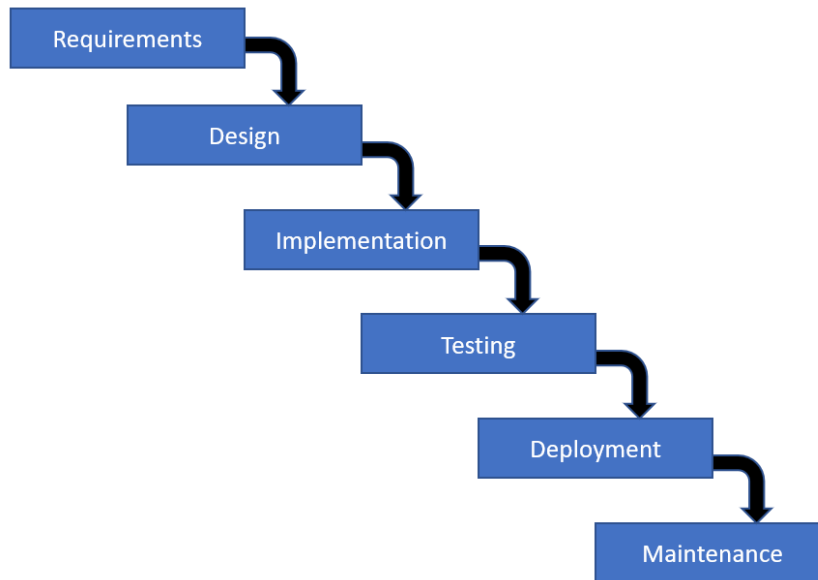 Requirements
Design
Implementation
Testing
Deployment
Maintenance